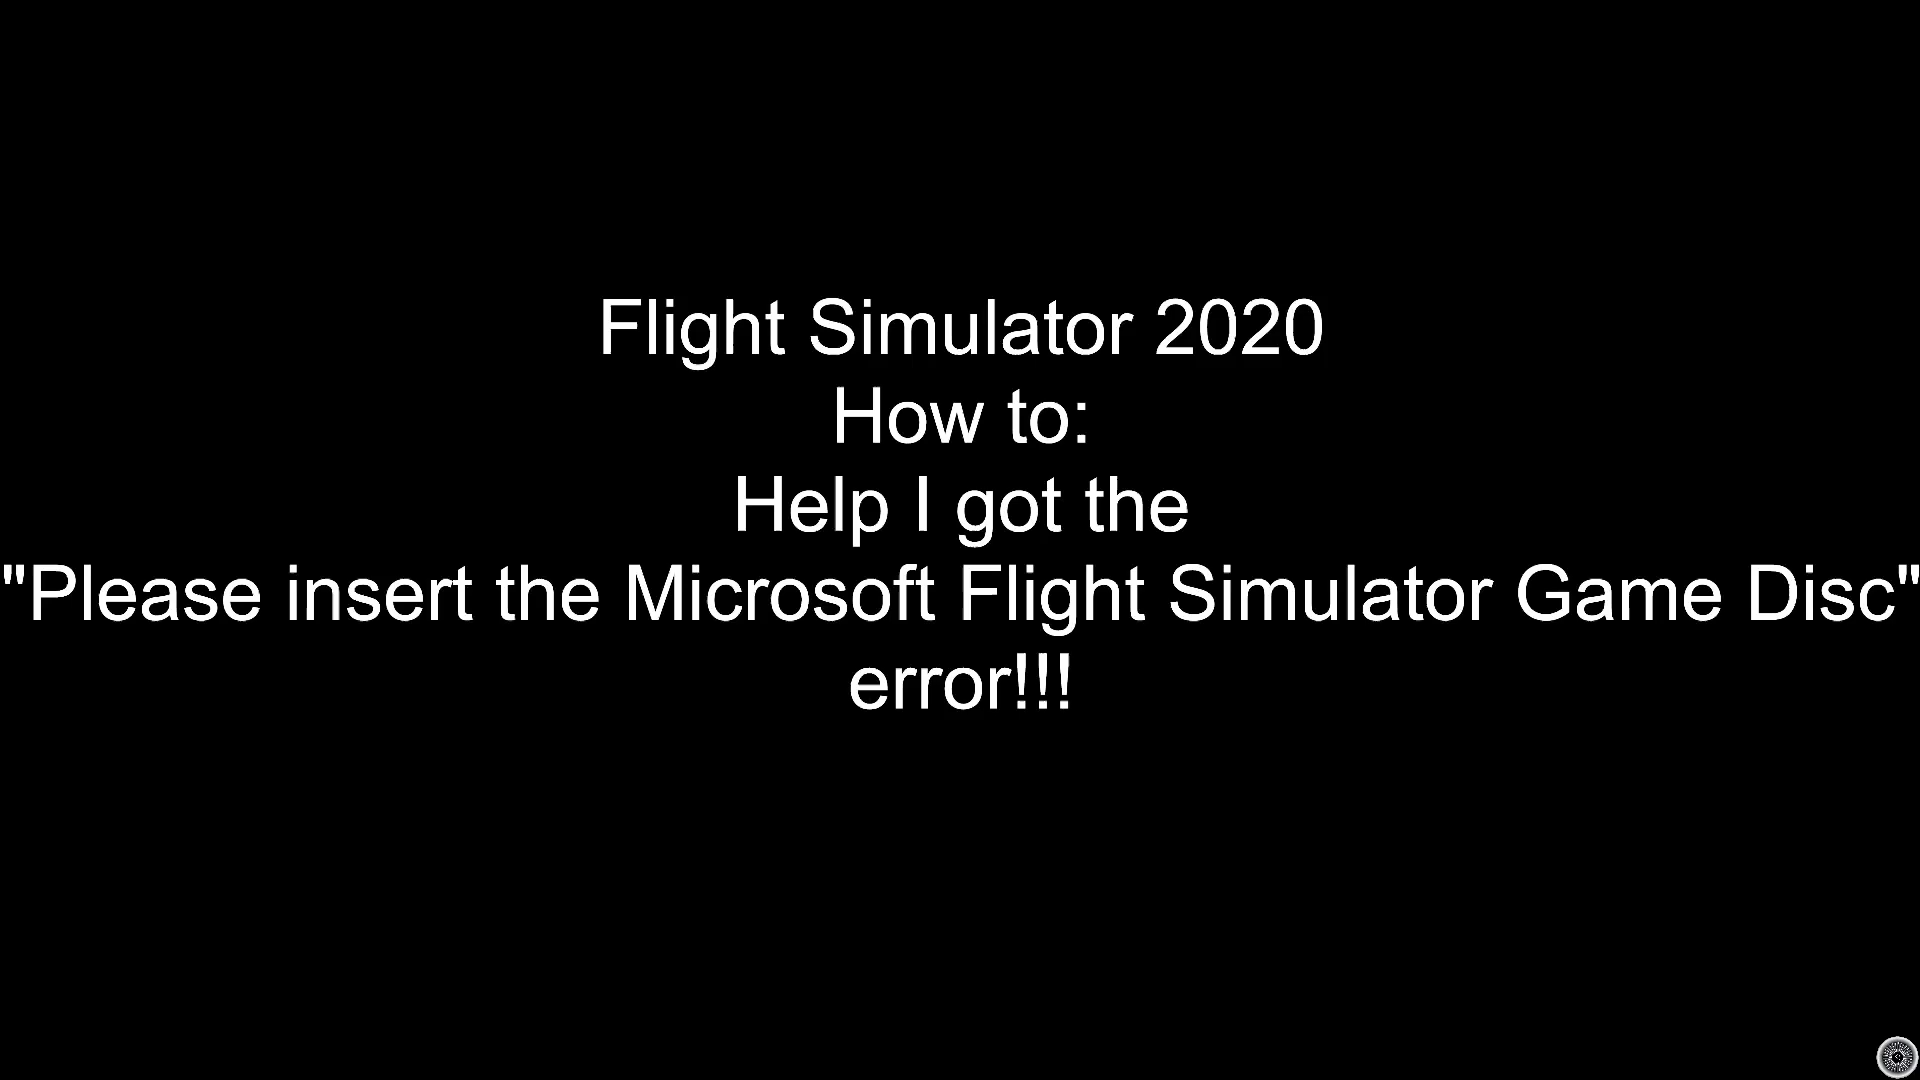 Flight Simulator 2020
How to:
Help I got the
"Please insert the Microsoft Flight Simulator Game Disc"
error!!!